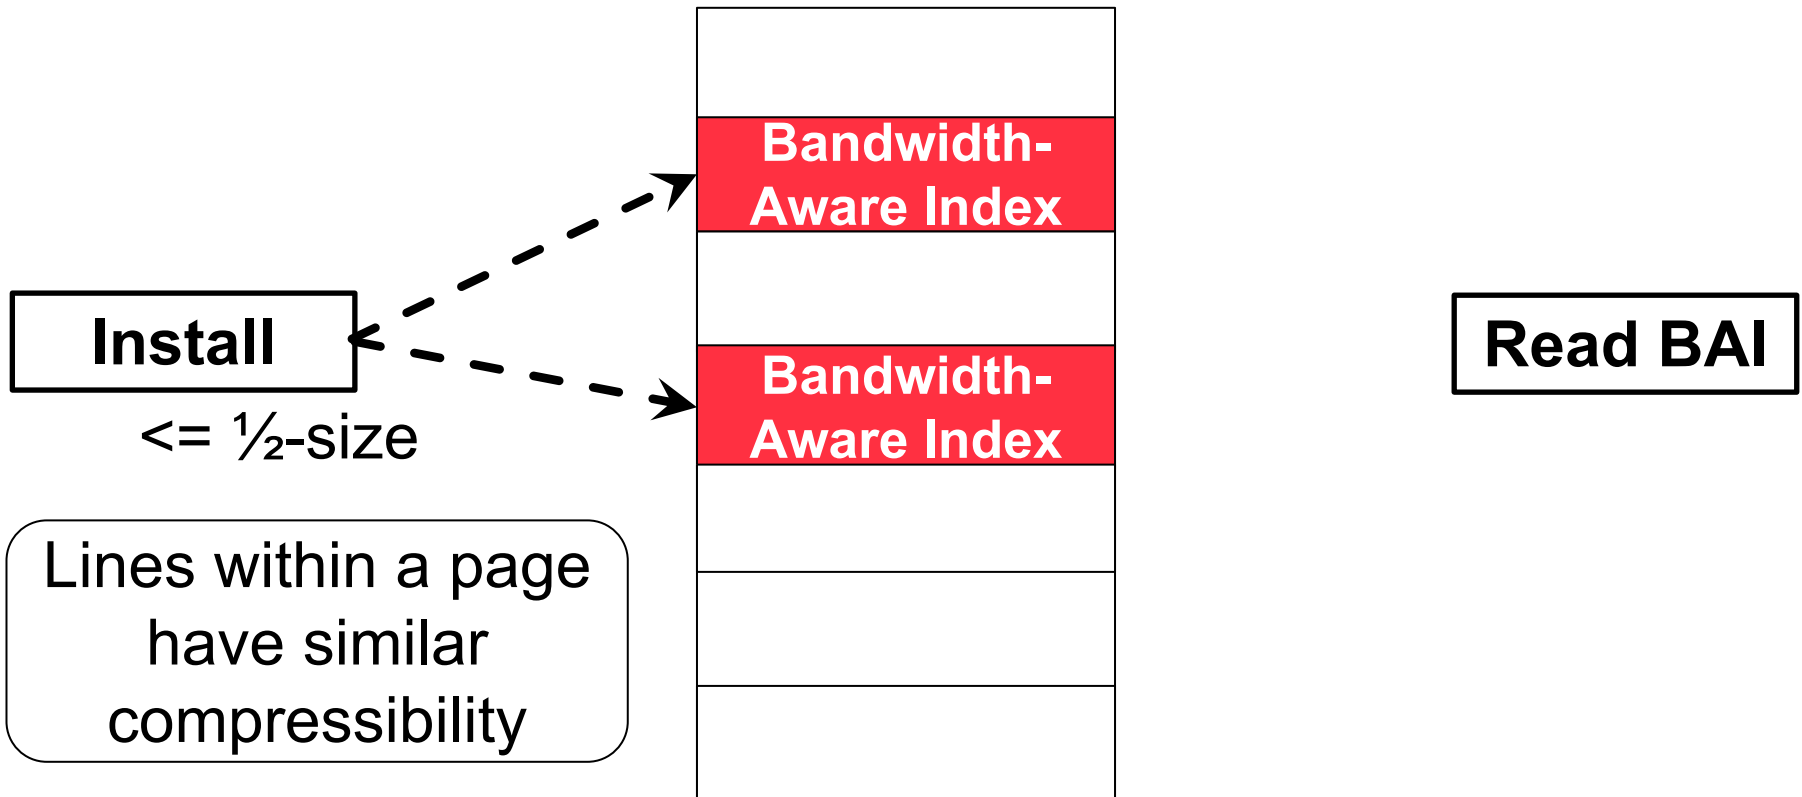 Bandwidth-
Aware Index
Install
<= ½-size
Bandwidth-
Aware Index
Read BAI
Lines within a page
have similar
compressibility